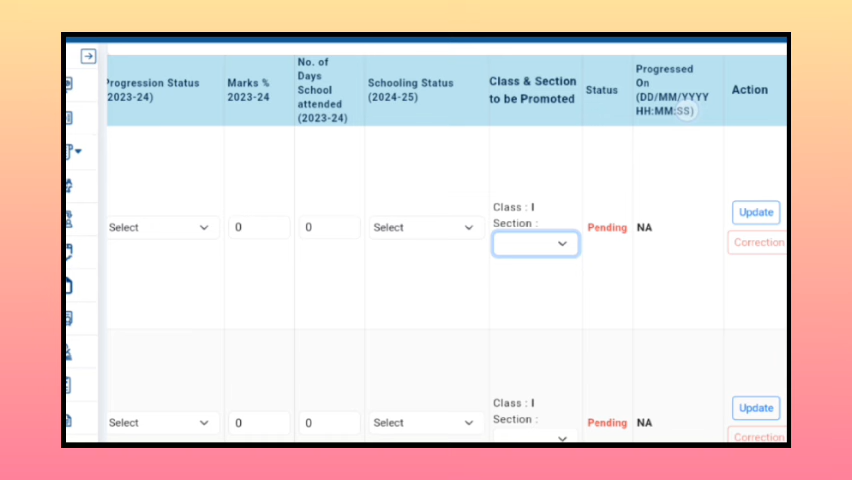 Progression Status
(2023-24)
Marks %
2023-24
No. of
Days
School
attended
(2023-24)
Schooling Status
(2024-25)
Class & Section
to be Promoted
Status
Progressed
On
(DD/MM/YYYY
HH:MM:SS)
Action
Select
0
0
Select
Class : I
Section :
Pending
NA
Update
Correction
Select
0
0
Select
Class : I
Section :
Pending
NA
Update
Correction